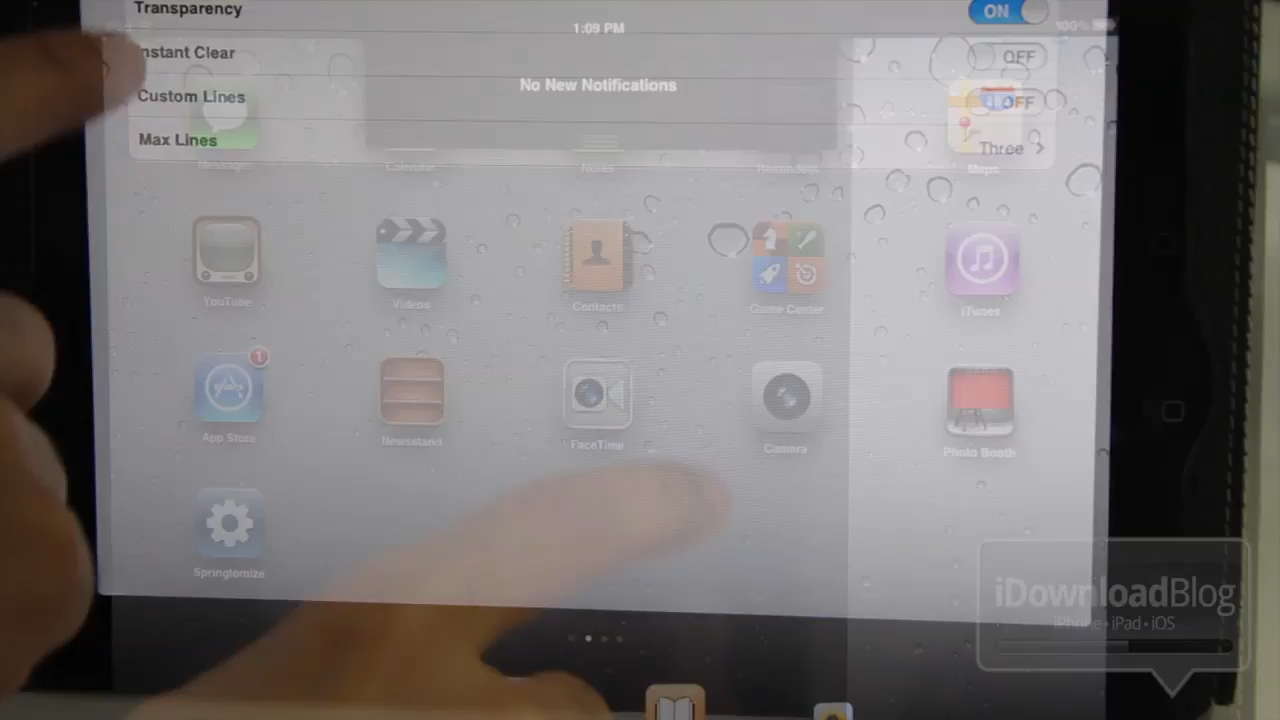 Transparency
ON
1:09 PM
100%
Instant Clear
OFF
No New Notifications
Custom Lines
OFF
Max Lines
Three
Calendar
Notes
Reminders
Maps
YouTube
Videos
Contacts
Game Center
iTunes
1
App Store
Newsstand
FaceTime
Camera
Photo Booth
Springtomize
iDownloadBlog
iPhone • iPad • iOS